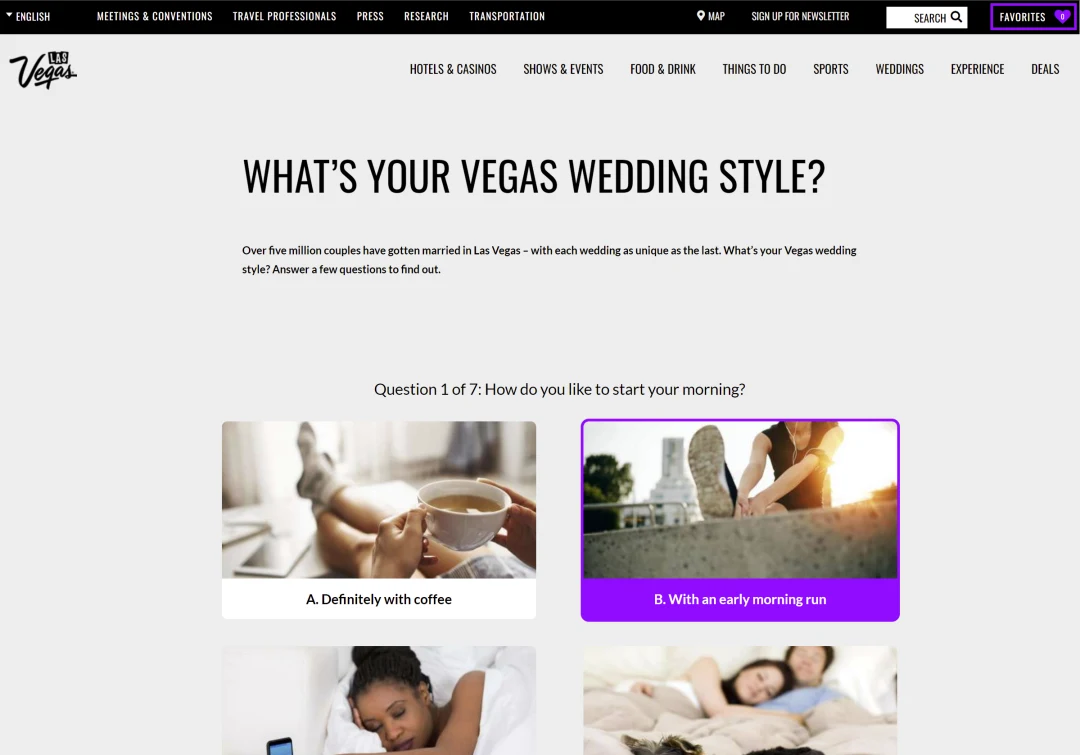 ENGLISH
MEETINGS & CONVENTIONS
TRAVEL PROFESSIONALS
PRESS
RESEARCH
TRANSPORTATION
MAP
SIGN UP FOR NEWSLETTER
SEARCH
FAVORITES
0
LAS
Vegas
HOTELS & CASINOS
SHOWS & EVENTS
FOOD & DRINK
THINGS TO DO
SPORTS
WEDDINGS
EXPERIENCE
DEALS
WHAT’S YOUR VEGAS WEDDING STYLE?
Over five million couples have gotten married in Las Vegas – with each wedding as unique as the last. What’s your Vegas wedding
style? Answer a few questions to find out.
Question 1 of 7: How do you like to start your morning?
A. Definitely with coffee
B. With an early morning run